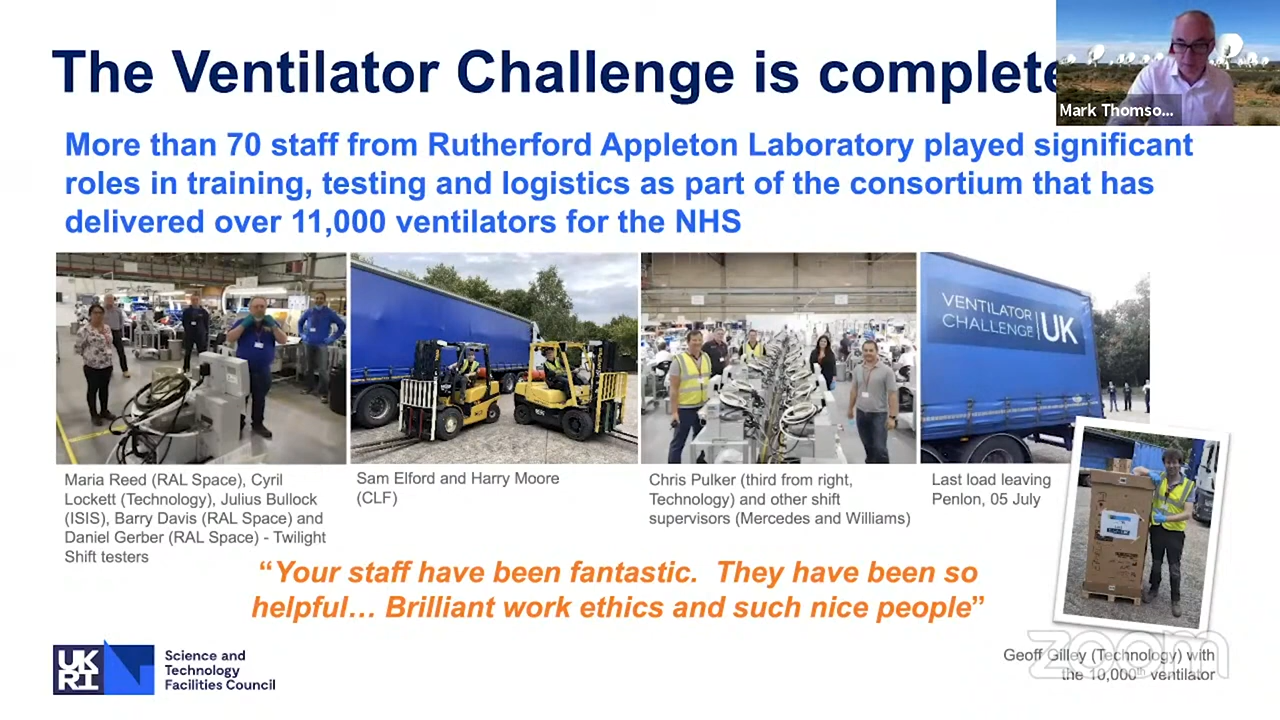 The Ventilator Challenge is complete
Mark Thomso...
More than 70 staff from Rutherford Appleton Laboratory played significant
roles in training, testing and logistics as part of the consortium that has
delivered over 11,000 ventilators for the NHS
VENTILATOR
CHALLENGE
UK
Maria Reed (RAL Space), Cyril
Lockett (Technology), Julius Bullock
(ISIS), Barry Davis (RAL Space) and
Daniel Gerber (RAL Space) - Twilight
Shift testers
Sam Elford and Harry Moore
(CLF)
Chris Pulker (third from right,
Technology) and other shift
supervisors (Mercedes and Williams)
Last load leaving
Penlon, 05 July
“Your staff have been fantastic. They have been so
helpful… Brilliant work ethics and such nice people”
UK
RI
Science and
Technology
Facilities Council
Geoff Gilley (Technology) with
the 10,000th ventilator
zoom